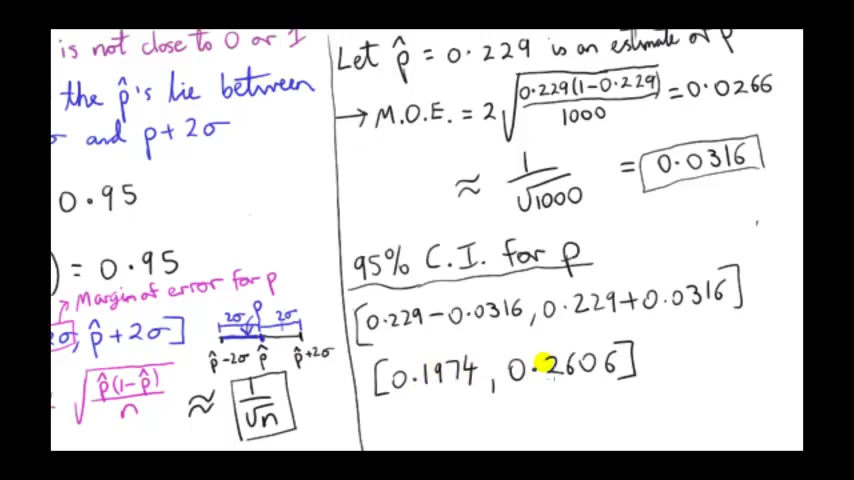 is not close to 0 or 1
the p̂'s lie between
σ and p+2σ
0.95
) = 0.95
Margin of error for p
2σ, p̂+2σ]
2σ p 2σ
p̂-2σ p̂ p̂+2σ
= √(p̂(1-p̂)/n) ≈ 1/√n
Let p̂ = 0.229 is an estimate of p
→ M.O.E. = 2√(0.229(1-0.229)/1000) = 0.0266
≈ 1/√1000 = 0.0316
95% C.I. for p
[0.229-0.0316, 0.229+0.0316]
[0.1974, 0.2606]